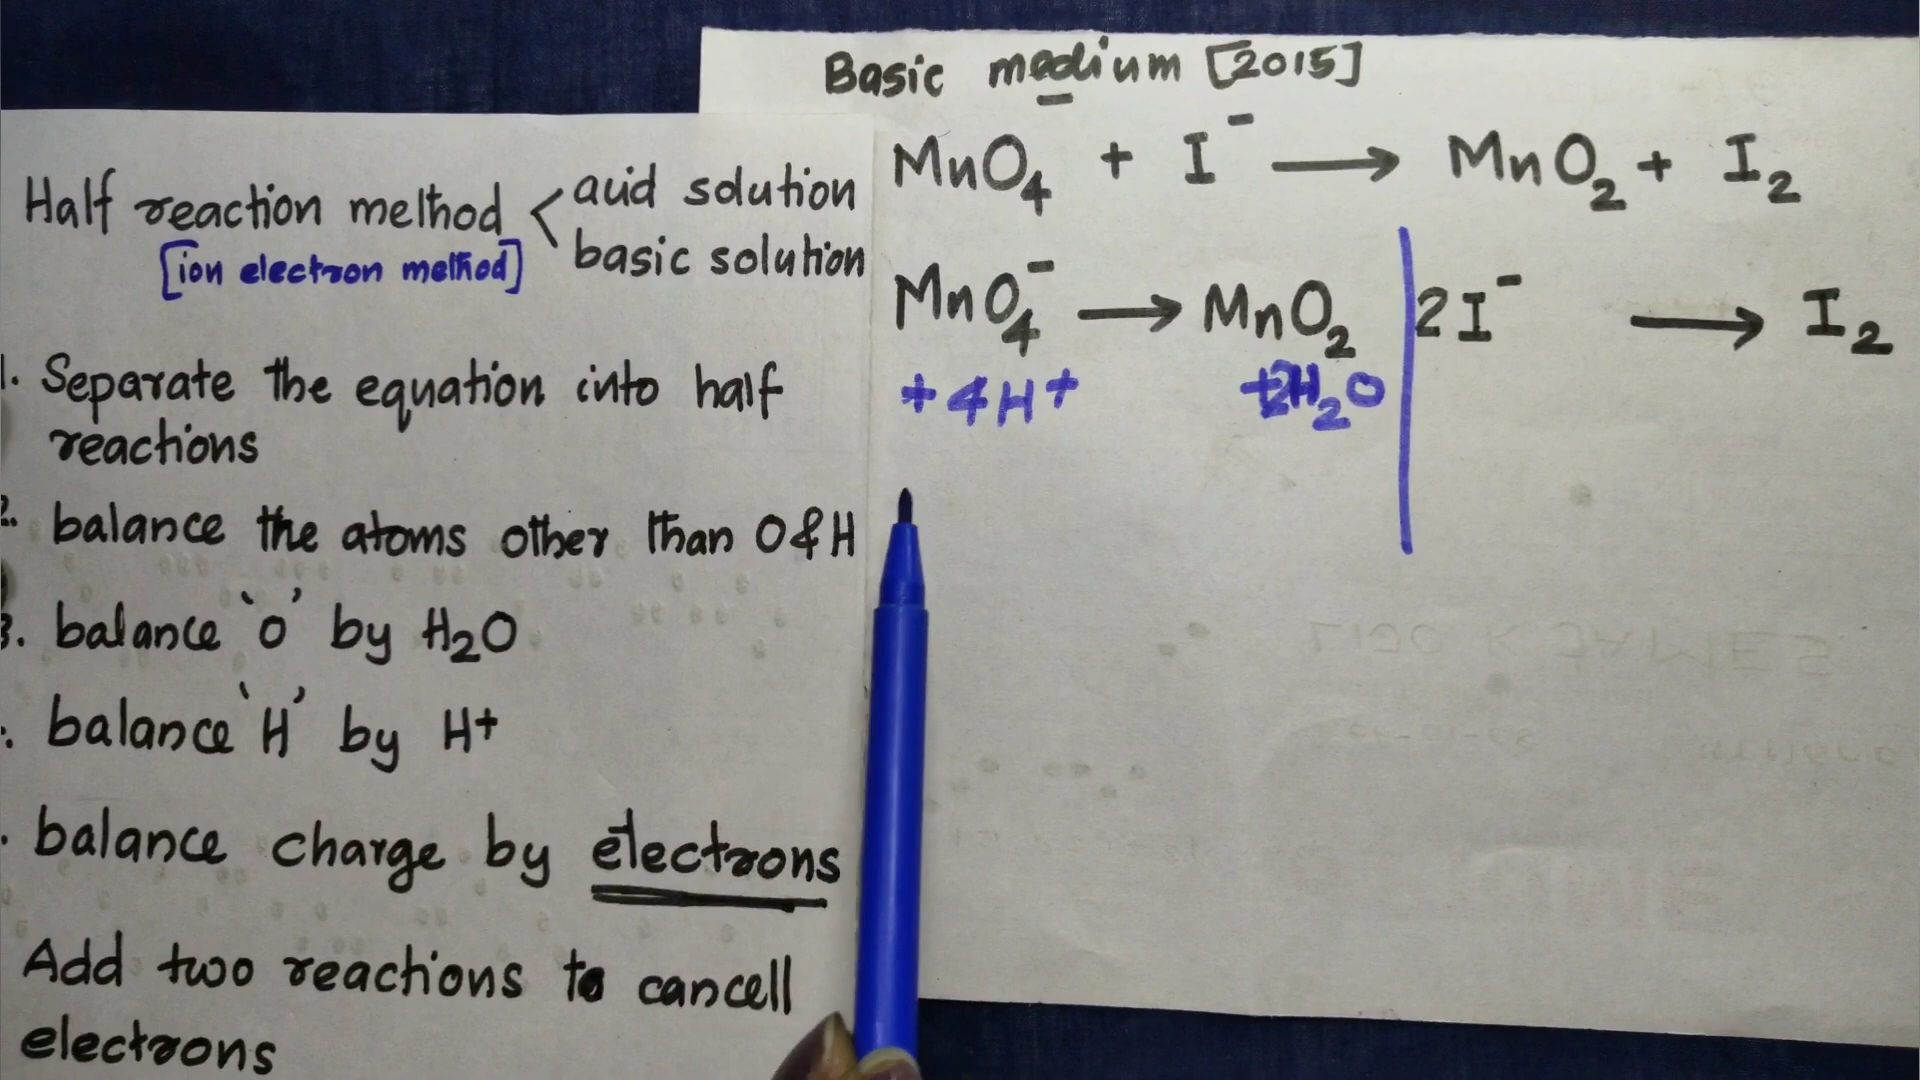 Basic medium [2015]
MnO₄⁻ + I⁻ → MnO₂ + I₂
MnO₄⁻ → MnO₂ | 2I⁻ → I₂
+ 4H⁺ +2H₂O
Half reaction method < acid solution
basic solution
[ion electron method]
1. Separate the equation into half
reactions
2. balance the atoms other than O & H
3. balance 'O' by H₂O
. balance 'H' by H+
. balance charge by electrons
Add two reactions to cancell
electrons